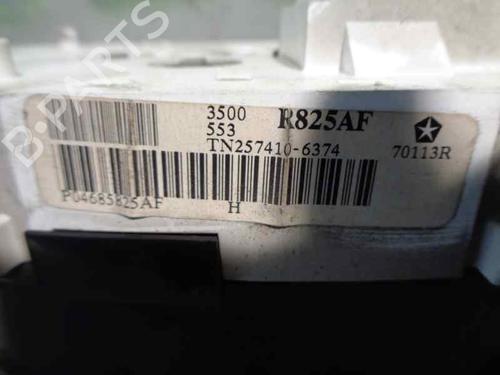 B-PARTS
3500 R825AF
553
TN257410-6374 70113R
P04685825AF H